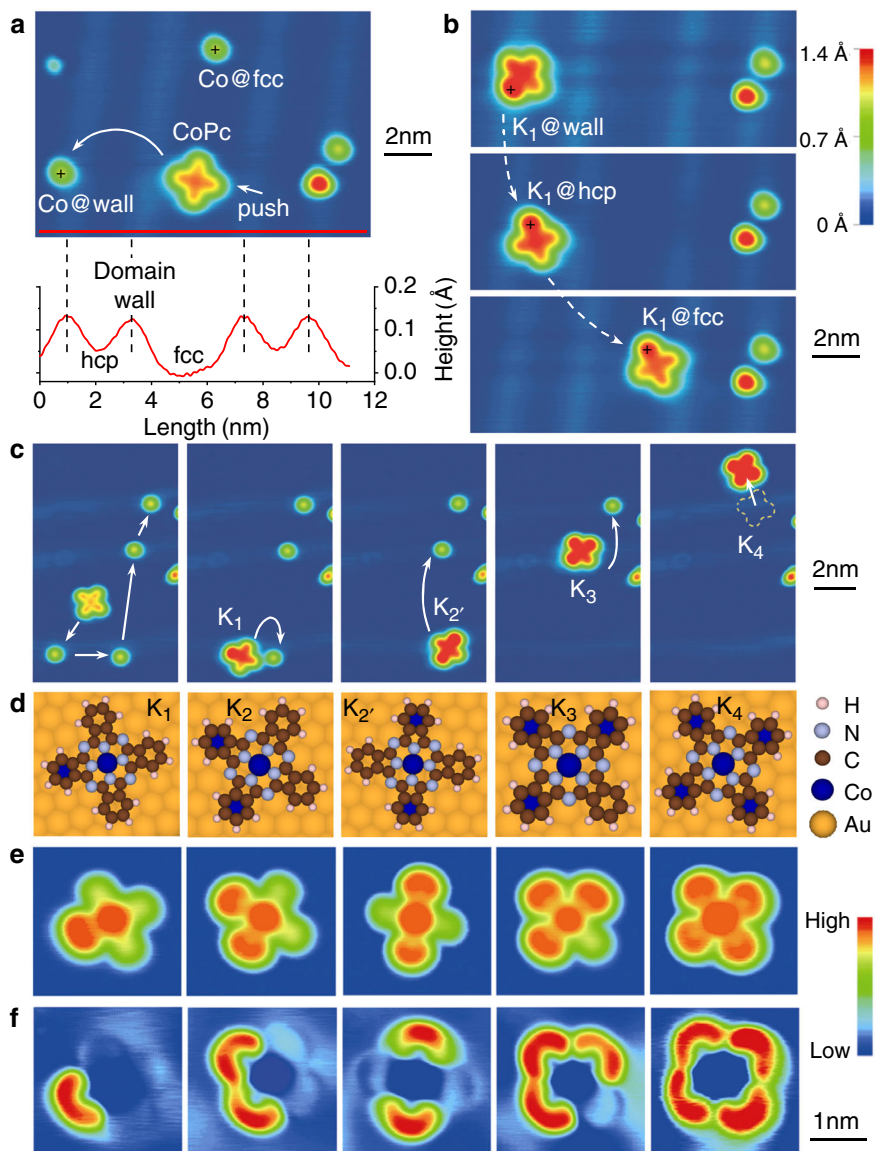 a
Co@fcc
CoPc
Co@wall
push
2nm
Domain
wall
hcp
fcc
0.2
0.1
0.0
Height (Å)
0 2 4 6 8 10 12
Length (nm)
b
K1@wall
K1@hcp
K1@fcc
1.4 Å
0.7 Å
0 Å
2nm
c
K1
K2′
K3
K4
2nm
d
K1
K2
K2′
K3
K4
H
N
C
Co
Au
e
High
f
Low
1nm